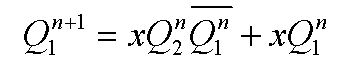 $Q_1^{n+1} = xQ_2^n\overline{Q_1^n} + xQ_1^n$